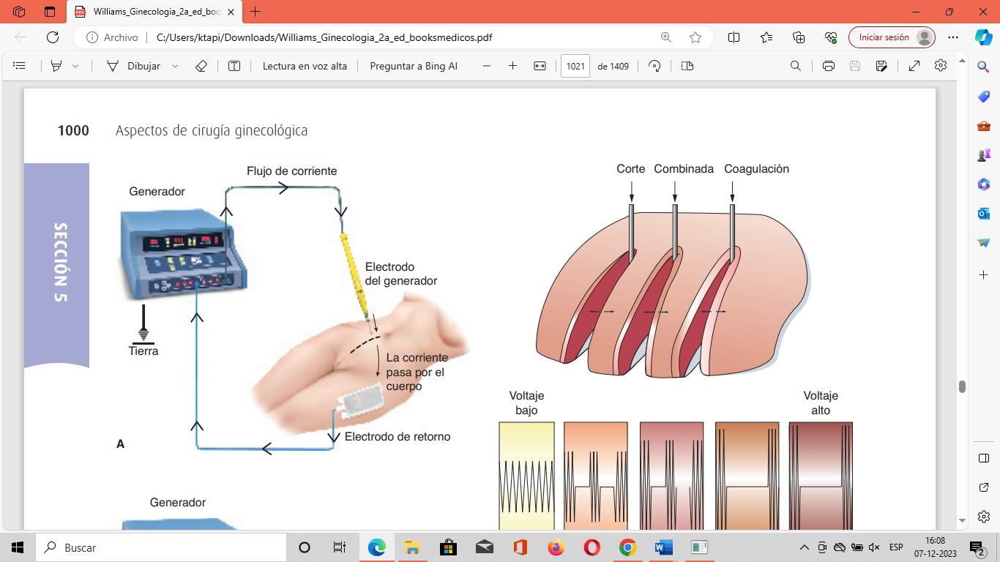 Williams_Ginecologia_2a_ed_boo
Archivo
C:/Users/ktapi/Downloads/Williams_Ginecologia_2a_ed_booksmedicos.pdf
Iniciar sesión
Dibujar
Lectura en voz alta
Preguntar a Bing AI
1021
de 1409
1000 Aspectos de cirugía ginecológica
SECCIÓN 5
Flujo de corriente
Generador
Electrodo
del generador
Tierra
La corriente
pasa por el
cuerpo
Electrodo de retorno
A
Generador
Corte Combinada Coagulación
Voltaje
bajo
Voltaje
alto
Buscar
ESP
16:08
07-12-2023
2